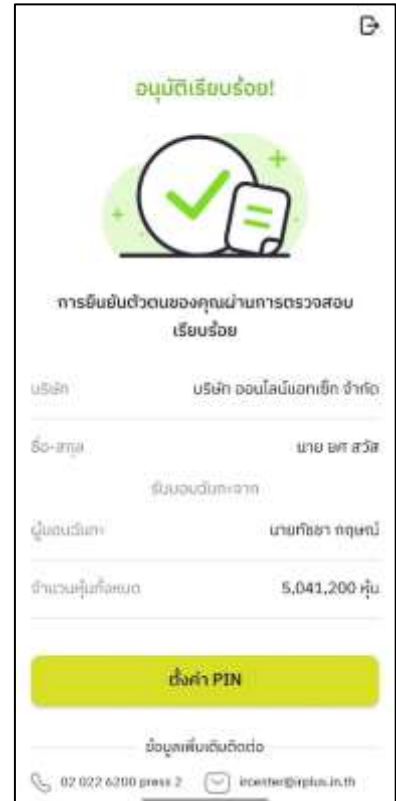 อนุมัติเรียบร้อย!
การยืนยันตัวตนของคุณผ่านการตรวจสอบ
เรียบร้อย
บริษัท บริษัท ออนไลน์แอทเซ็ท จำกัด
ชื่อ-สกุล นาย ยศ สวัส
รับมอบฉันทะจาก
ผู้มอบฉันทะ นายทัชชา กฤษณ์
จำนวนหุ้นทั้งหมด 5,041,200 หุ้น
ตั้งค่า PIN
ข้อมูลเพิ่มเติมติดต่อ
02 022 6200 press 2 ircenter@irplus.in.th